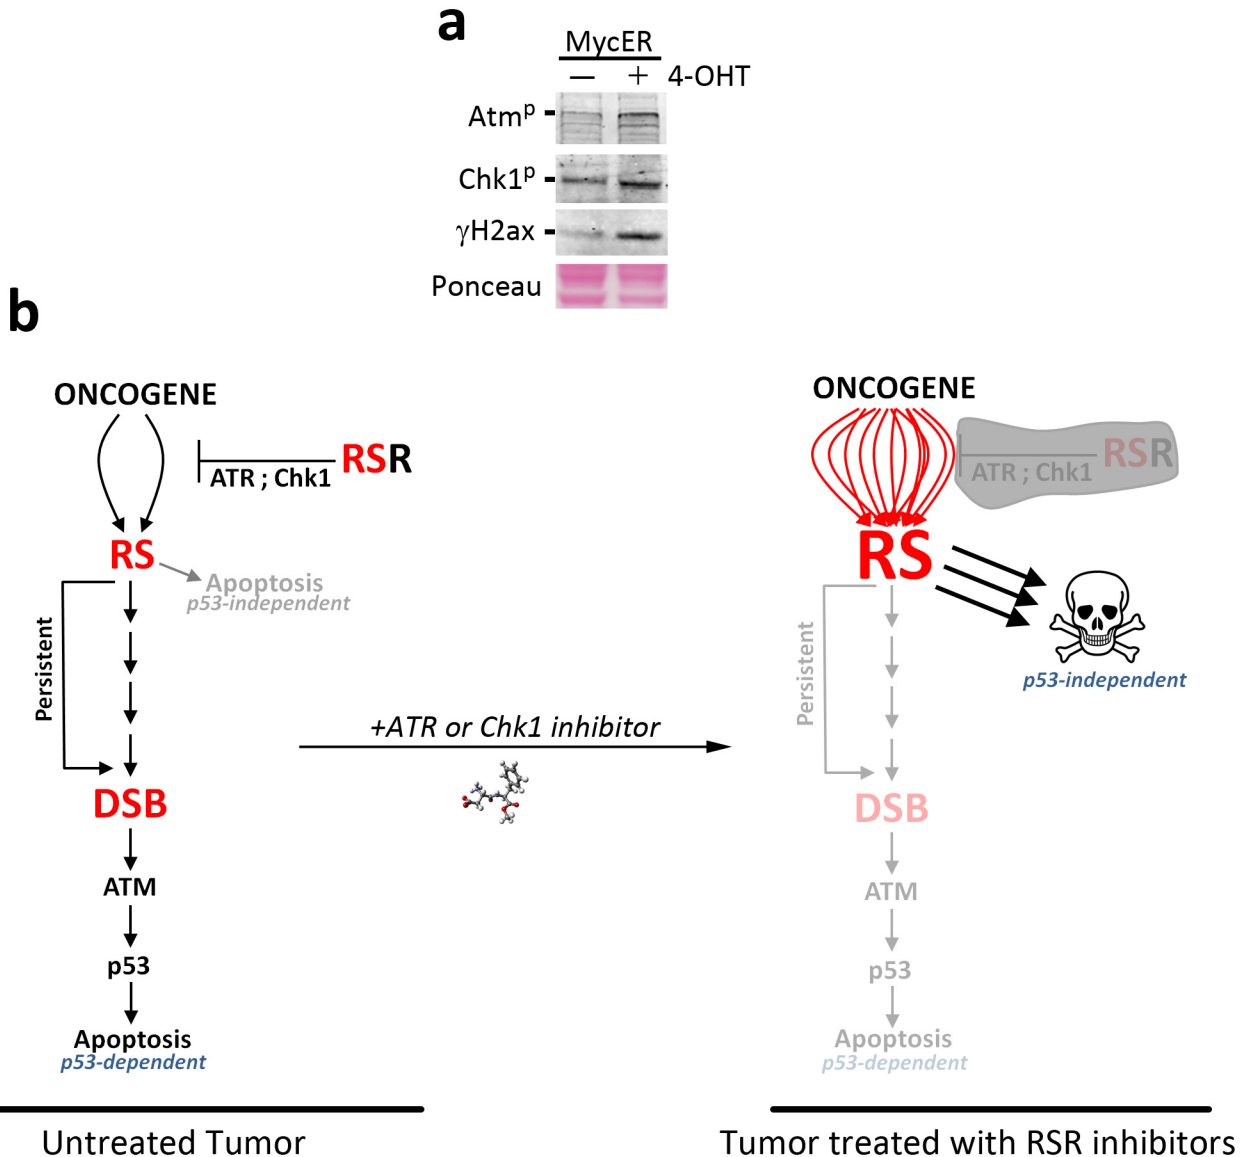 a
MycER
— + 4-OHT
Atmᵖ
Chk1ᵖ
γH2ax
Ponceau
b
ONCOGENE
RSR
ATR ; Chk1
RS
Apoptosis
p53-independent
Persistent
DSB
ATM
p53
Apoptosis
p53-dependent
Untreated Tumor
+ATR or Chk1 inhibitor
ONCOGENE
RSR
ATR ; Chk1
RS
p53-independent
Persistent
DSB
ATM
p53
Apoptosis
p53-dependent
Tumor treated with RSR inhibitors